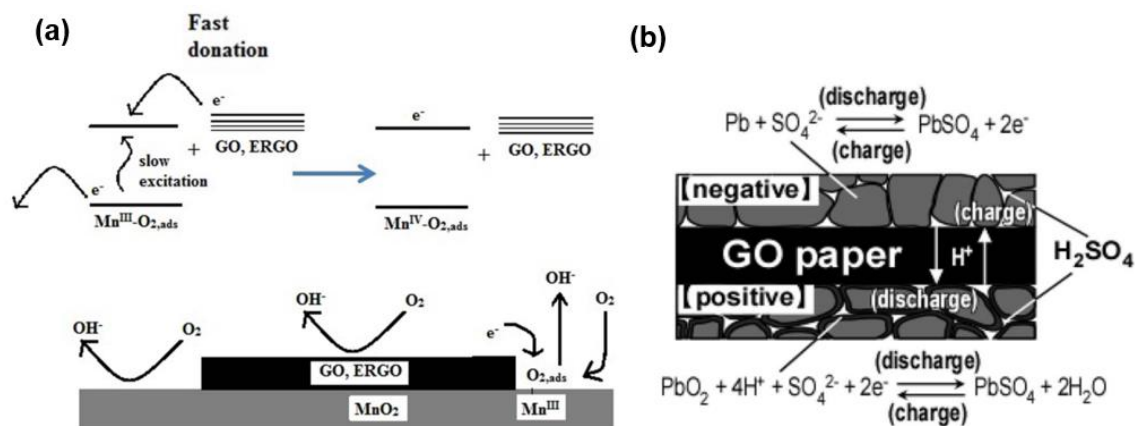 (a)
Fast
donation
e⁻
GO, ERGO
+
slow
excitation
e⁻
Mnᴵᴵᴵ-O₂,ads
e⁻
+
GO, ERGO
Mnᴵⱽ-O₂,ads
OH⁻
O₂
OH⁻
O₂
OH⁻
O₂
e⁻
O₂,ads
GO, ERGO
MnO₂
Mnᴵᴵᴵ
(b)
(discharge)
Pb + SO₄²⁻ ⇌ PbSO₄ + 2e⁻
(charge)
【negative】
(charge)
GO paper
H⁺
H₂SO₄
【positive】
(discharge)
(discharge)
PbO₂ + 4H⁺ + SO₄²⁻ + 2e⁻ ⇌ PbSO₄ + 2H₂O
(charge)